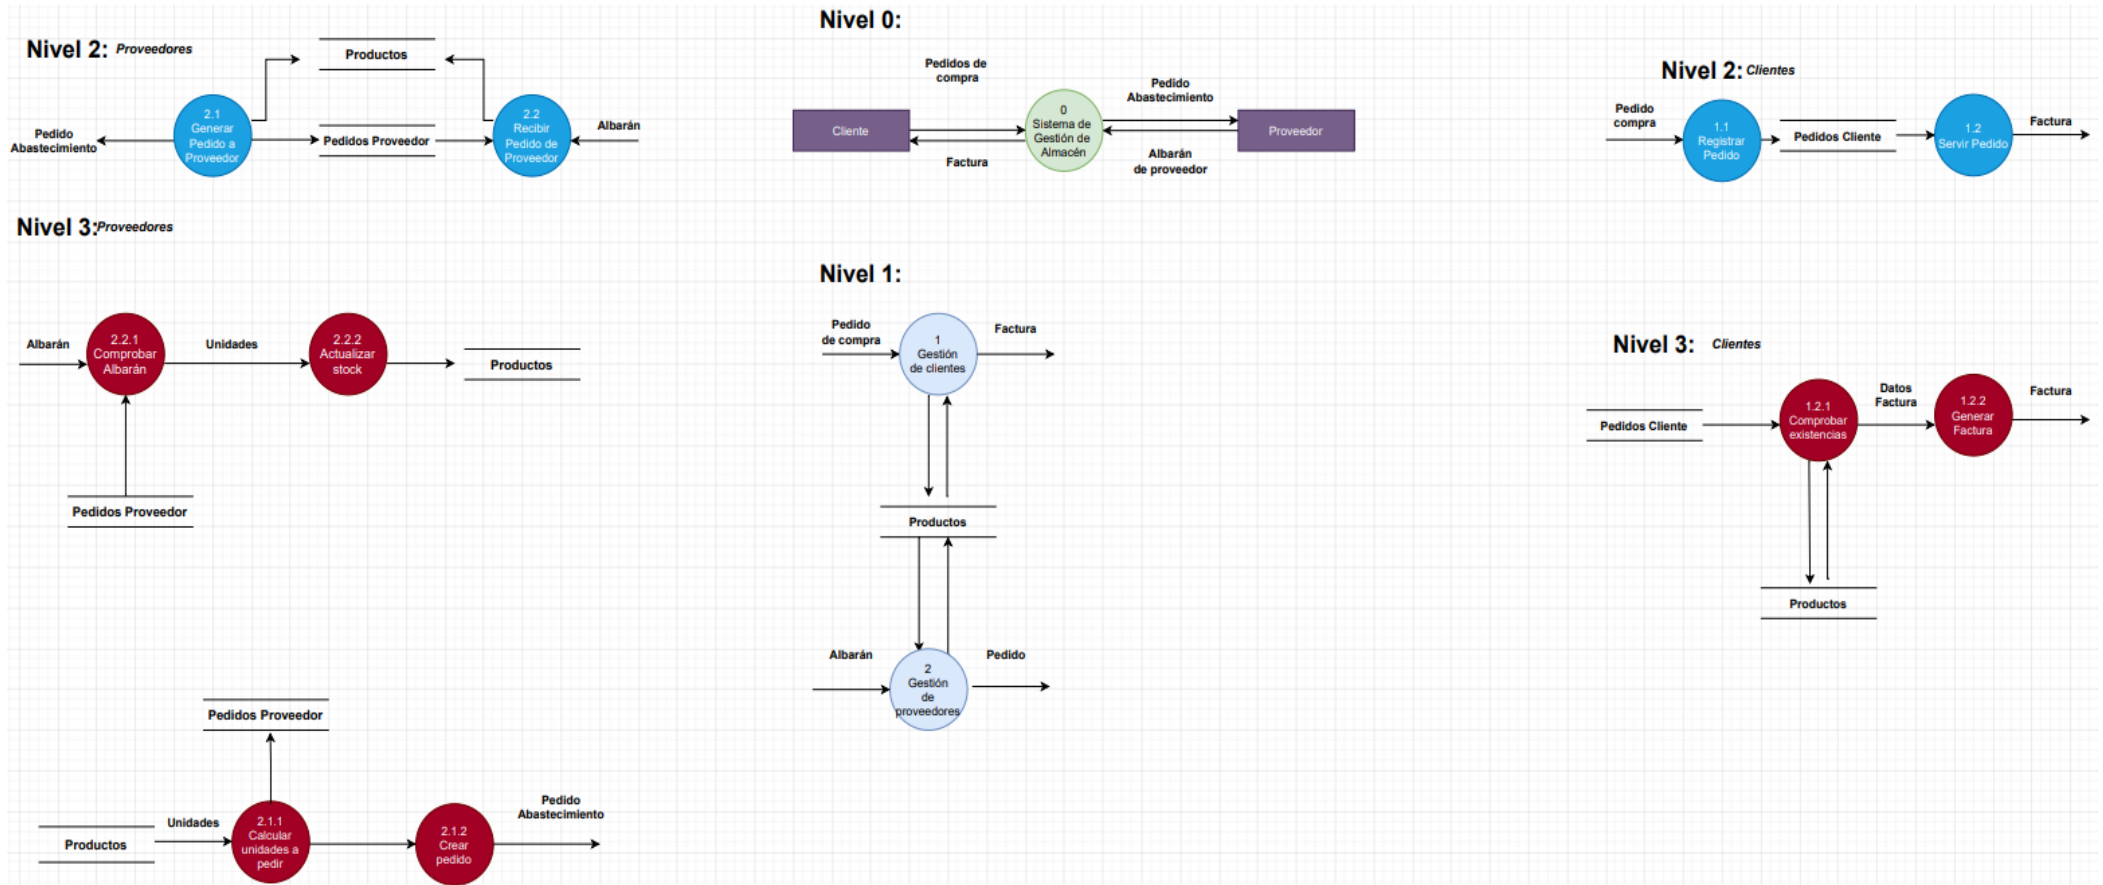 Nivel 2: Proveedores
Productos
2.1
Generar
Pedido a
Proveedor
2.2
Recibir
Pedido de
Proveedor
Pedido
Abastecimiento
Pedidos Proveedor
Albarán
Nivel 3: Proveedores
Albarán
2.2.1
Comprobar
Albarán
Unidades
2.2.2
Actualizar
stock
Productos
Pedidos Proveedor
Pedidos Proveedor
Productos
Unidades
2.1.1
Calcular
unidades a
pedir
2.1.2
Crear
pedido
Pedido
Abastecimiento
Nivel 0:
Pedidos de
compra
Pedido
Abastecimiento
Cliente
0
Sistema de
Gestión de
Almacén
Proveedor
Factura
Albarán
de proveedor
Nivel 1:
Pedido
de compra
1
Gestión
de clientes
Factura
Productos
Albarán
2
Gestión
de
proveedores
Pedido
Nivel 2: Clientes
Pedido
compra
1.1
Registrar
Pedido
Pedidos Cliente
1.2
Servir Pedido
Factura
Nivel 3: Clientes
Pedidos Cliente
1.2.1
Comprobar
existencias
Datos
Factura
1.2.2
Generar
Factura
Factura
Productos